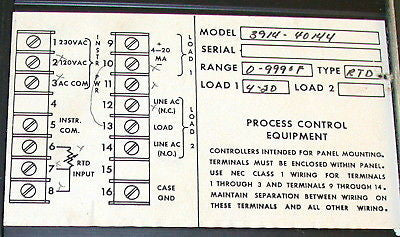 1 230VAC
2 120VAC
3 AC COM.
4
5 INSTR. COM.
6
7 RTD INPUT
8
INSTR PWR
9 +
4-20 MA
10 -
11
12 LINE AC (N.C.)
13 LOAD
14 LINE AC (N.O.)
15
16 CASE GND
LOAD 1
LOAD 2
MODEL 3914-40144
SERIAL
RANGE 0-999°F TYPE RTD
LOAD 1 4-20 LOAD 2
PROCESS CONTROL
EQUIPMENT
CONTROLLERS INTENDED FOR PANEL MOUNTING.
TERMINALS MUST BE ENCLOSED WITHIN PANEL.
USE NEC CLASS 1 WIRING FOR TERMINALS
1 THROUGH 3 AND TERMINALS 9 THROUGH 14.
MAINTAIN SEPARATION BETWEEN WIRING ON
THESE TERMINALS AND ALL OTHER WIRING.